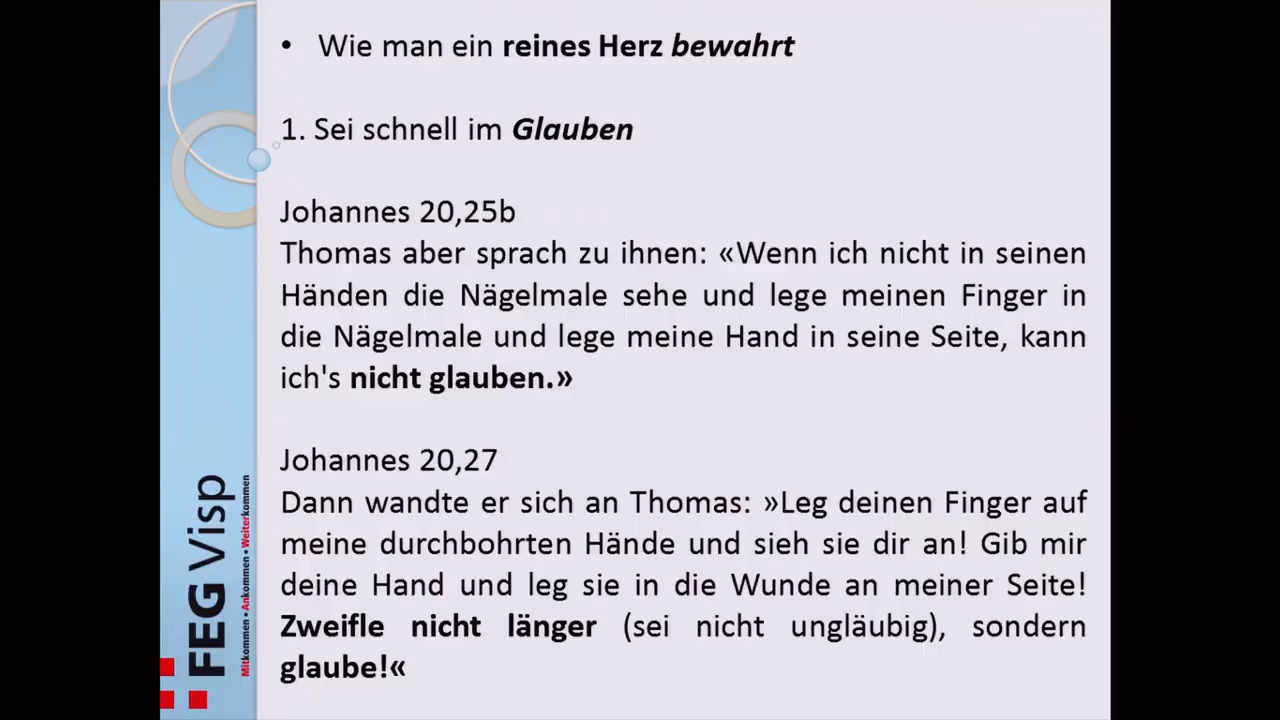 • Wie man ein reines Herz bewahrt
1. Sei schnell im Glauben
Johannes 20,25b
Thomas aber sprach zu ihnen: «Wenn ich nicht in seinen
Händen die Nägelmale sehe und lege meinen Finger in
die Nägelmale und lege meine Hand in seine Seite, kann
ich's nicht glauben.»
Johannes 20,27
Dann wandte er sich an Thomas: »Leg deinen Finger auf
meine durchbohrten Hände und sieh sie dir an! Gib mir
deine Hand und leg sie in die Wunde an meiner Seite!
Zweifle nicht länger (sei nicht ungläubig), sondern
glaube!«
FEG Visp
Mitkommen • Ankommen • Weiterkommen